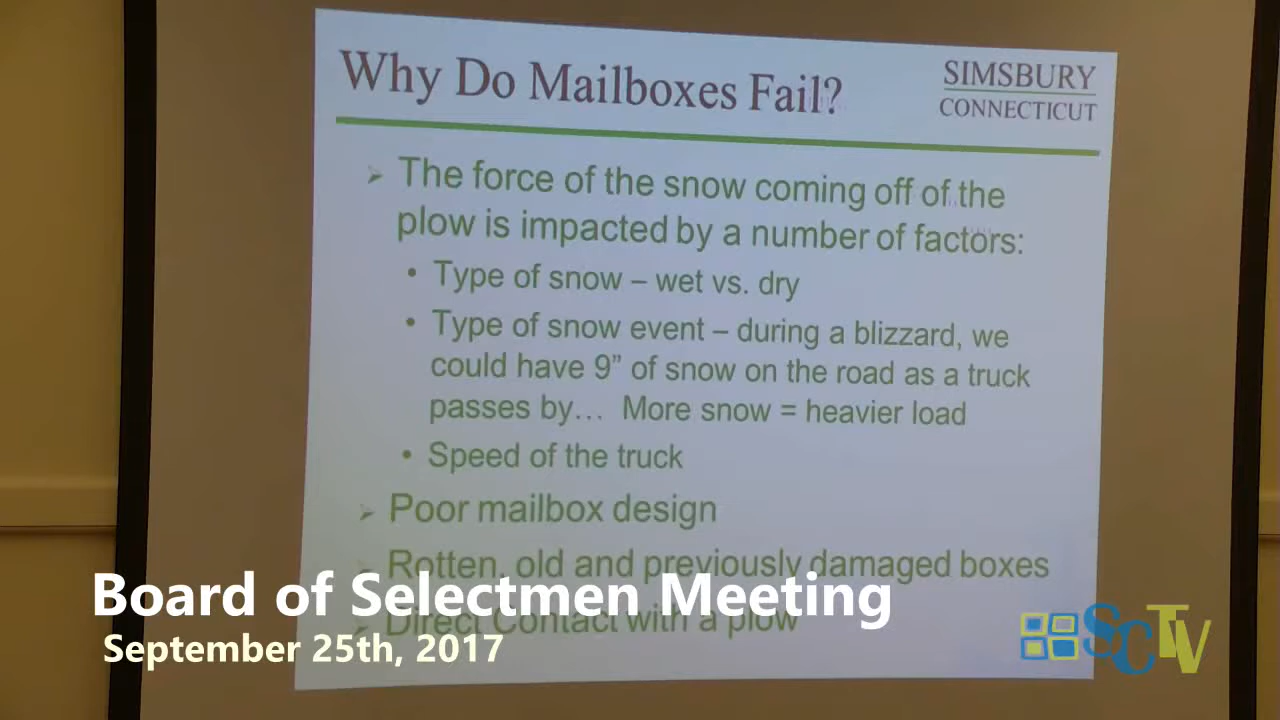 Why Do Mailboxes Fail?
SIMSBURY
CONNECTICUT
➢ The force of the snow coming off of the
plow is impacted by a number of factors:
• Type of snow – wet vs. dry
• Type of snow event – during a blizzard, we
could have 9” of snow on the road as a truck
passes by… More snow = heavier load
• Speed of the truck
➢ Poor mailbox design
➢ Rotten, old and previously damaged boxes
➢ Direct Contact with a plow
Board of Selectmen Meeting
September 25th, 2017
SCTV